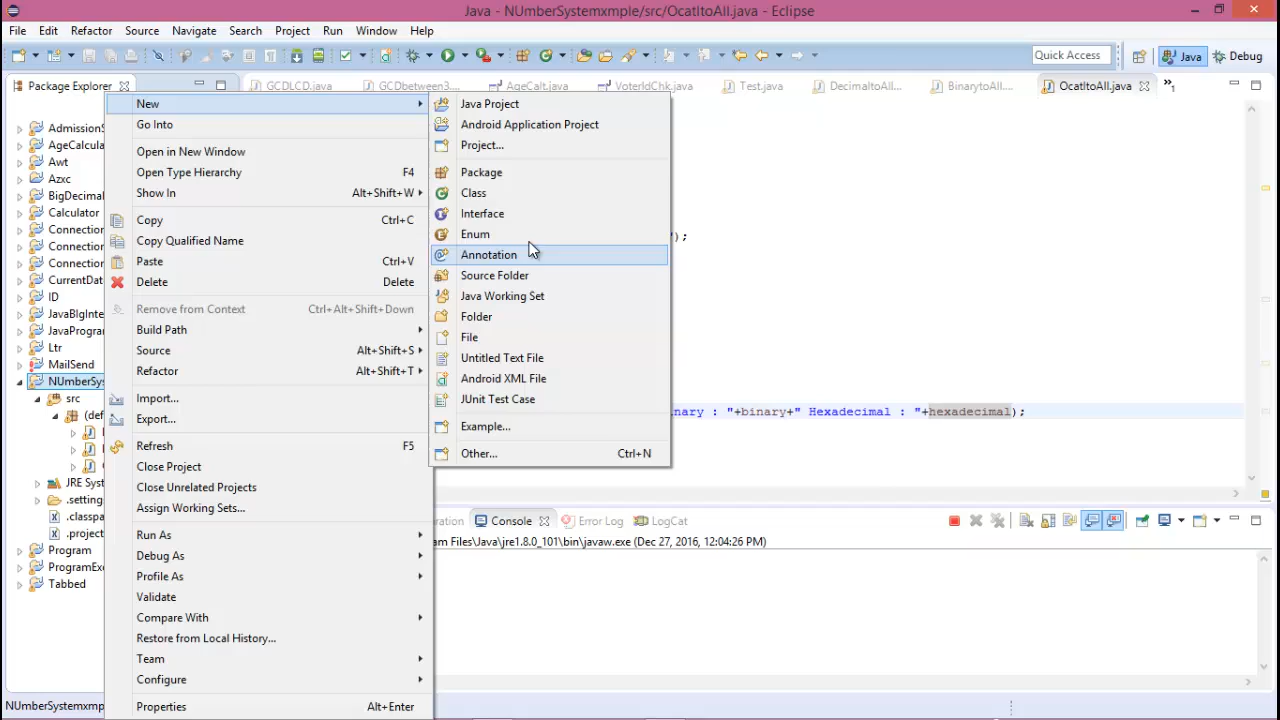 Java - NUmberSystemxmple/src/OcatltoAll.java - Eclipse
File Edit Refactor Source Navigate Search Project Run Window Help
Quick Access Java Debug
Package Explorer GCDLCD.java GCDbetween3... AgeCalt.java VoterIdChk.java Test.java DecimaltoAll... BinarytoAll.... OcatltoAll.java »1
Admission
AgeCalcula
Awt
Azxc
BigDecimal
Calculator
Connection
Connection
Connection
CurrentDat
ID
JavaBigInte
JavaProgram
Ltr
MailSend
NUmberSys
src
(def
JRE Sys
.setting
.classpa
.project
Program
ProgramExe
Tabbed
New
Go Into
Open in New Window
Open Type Hierarchy F4
Show In Alt+Shift+W
Copy Ctrl+C
Copy Qualified Name
Paste Ctrl+V
Delete Delete
Remove from Context Ctrl+Alt+Shift+Down
Build Path
Source Alt+Shift+S
Refactor Alt+Shift+T
Import...
Export...
Refresh F5
Close Project
Close Unrelated Projects
Assign Working Sets...
Run As
Debug As
Profile As
Validate
Compare With
Restore from Local History...
Team
Configure
Properties Alt+Enter
Java Project
Android Application Project
Project...
Package
Class
Interface
Enum
Annotation
Source Folder
Java Working Set
Folder
File
Untitled Text File
Android XML File
JUnit Test Case
Example...
Other... Ctrl+N
");
nary : "+binary+" Hexadecimal : "+hexadecimal);
ration Console Error Log LogCat
am Files\Java\jre1.8.0_101\bin\javaw.exe (Dec 27, 2016, 12:04:26 PM)
NUmberSystemxmp